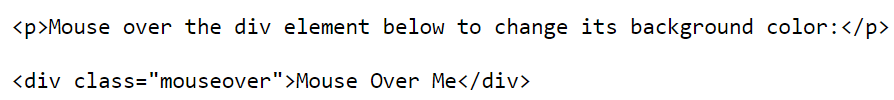 <p>Mouse over the div element below to change its background color:</p>
<div class="mouseover">Mouse Over Me</div>